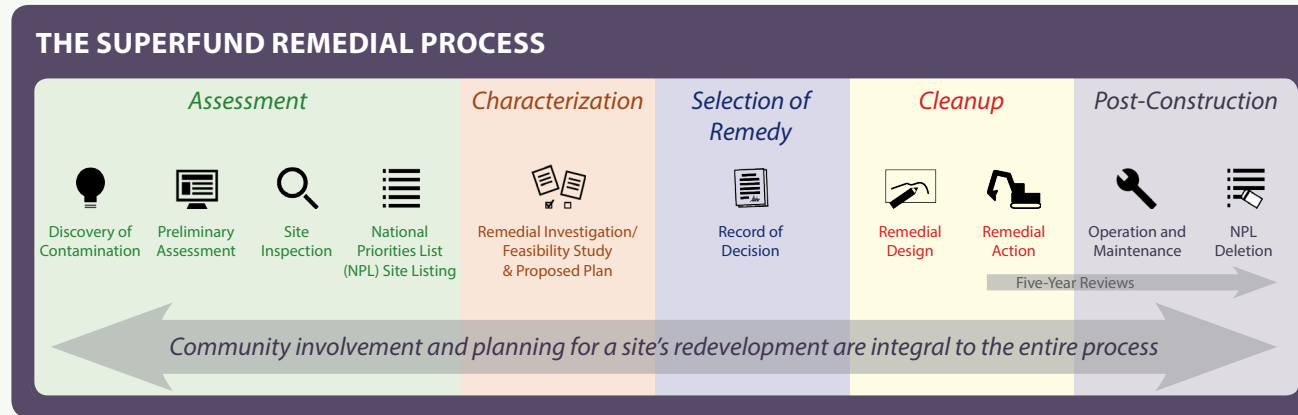 THE SUPERFUND REMEDIAL PROCESS
Assessment
Discovery of
Contamination
Preliminary
Assessment
Site
Inspection
National
Priorities List
(NPL) Site Listing
Characterization
Remedial Investigation/
Feasibility Study
& Proposed Plan
Selection of
Remedy
Record of
Decision
Cleanup
Remedial
Design
Remedial
Action
Post-Construction
Operation and
Maintenance
NPL
Deletion
Five-Year Reviews
Community involvement and planning for a site’s redevelopment are integral to the entire process